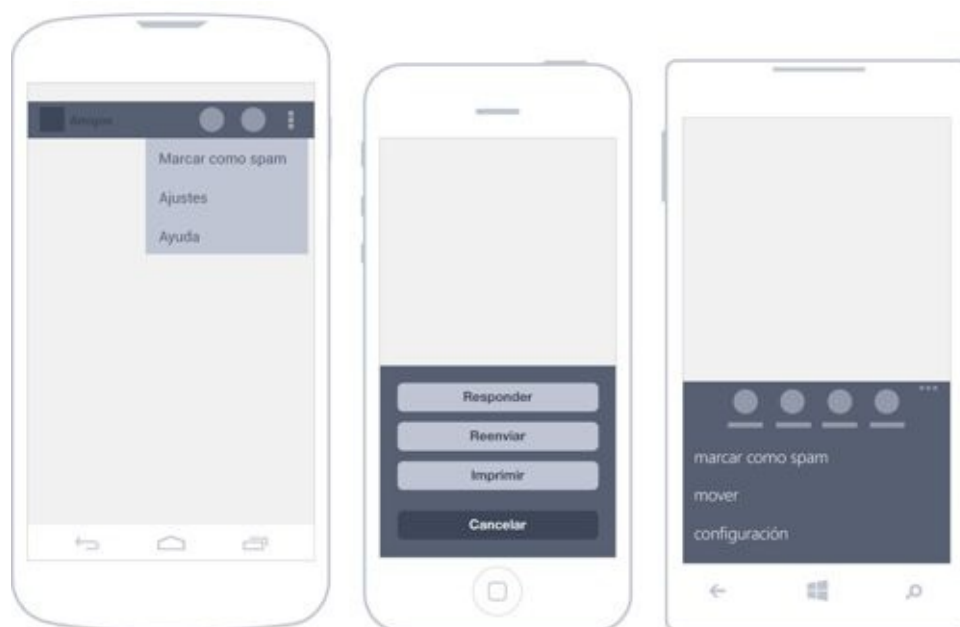 Amigos
Marcar como spam
Ajustes
Ayuda
Responder
Reenviar
Imprimir
Cancelar
marcar como spam
mover
configuración